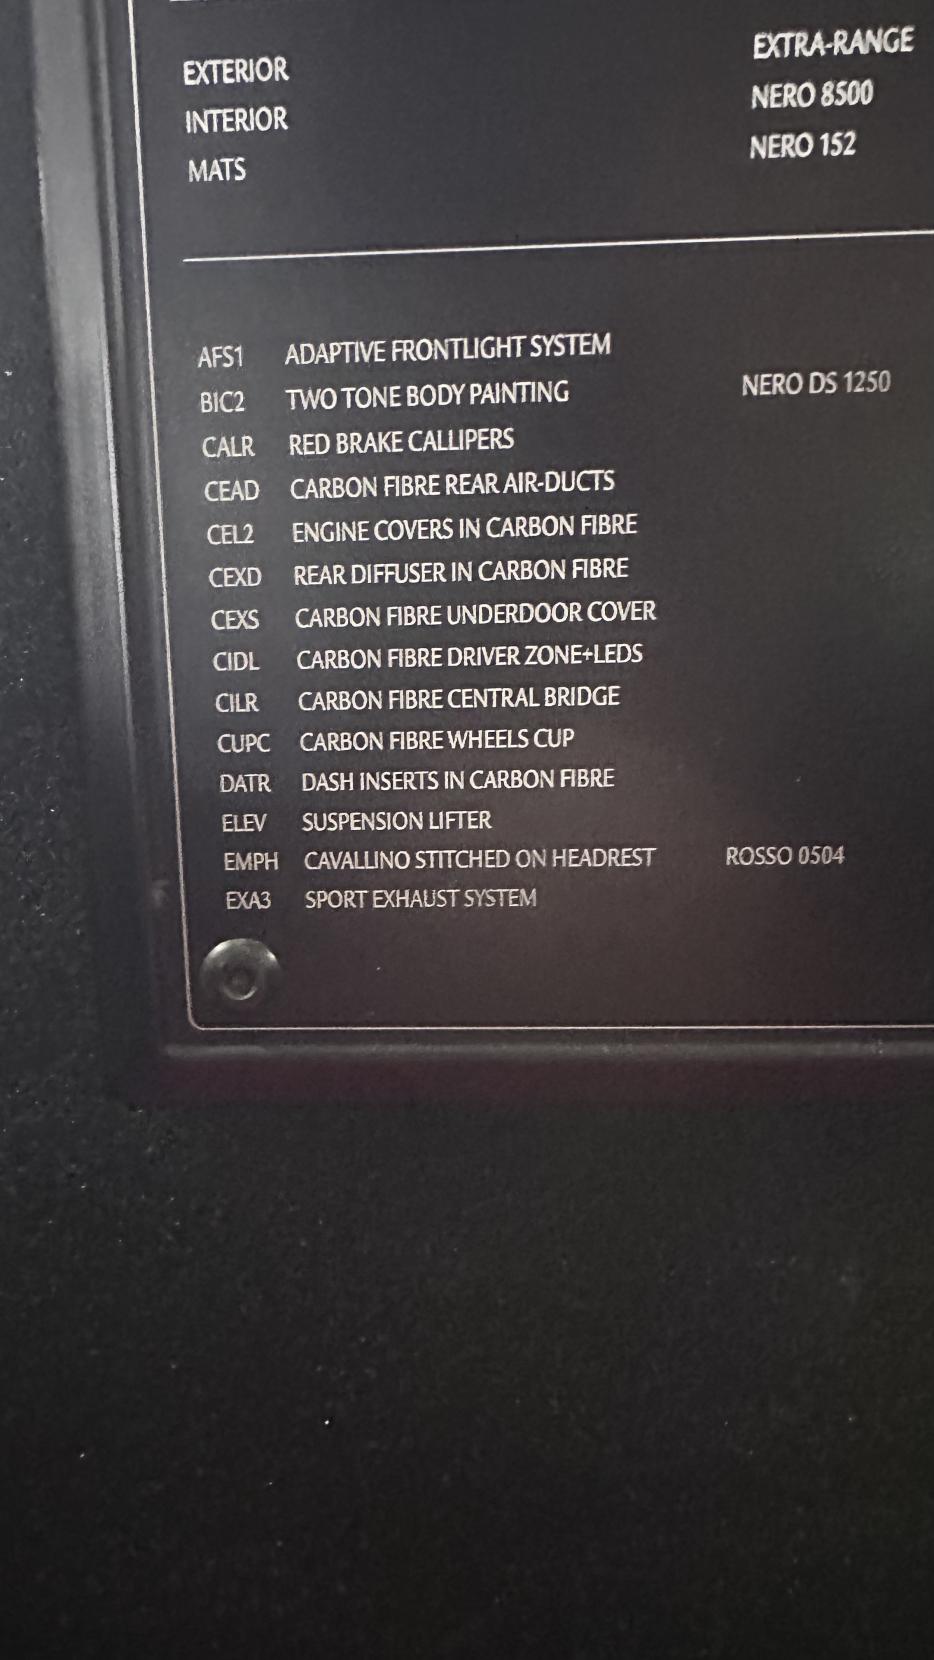 EXTERIOR EXTRA-RANGE
INTERIOR NERO 8500
MATS NERO 152
AFS1 ADAPTIVE FRONTLIGHT SYSTEM
BIC2 TWO TONE BODY PAINTING NERO DS 1250
CALR RED BRAKE CALLIPERS
CEAD CARBON FIBRE REAR AIR-DUCTS
CEL2 ENGINE COVERS IN CARBON FIBRE
CEXD REAR DIFFUSER IN CARBON FIBRE
CEXS CARBON FIBRE UNDERDOOR COVER
CIDL CARBON FIBRE DRIVER ZONE+LEDS
CILR CARBON FIBRE CENTRAL BRIDGE
CUPC CARBON FIBRE WHEELS CUP
DATR DASH INSERTS IN CARBON FIBRE
ELEV SUSPENSION LIFTER
EMPH CAVALLINO STITCHED ON HEADREST ROSSO 0504
EXA3 SPORT EXHAUST SYSTEM